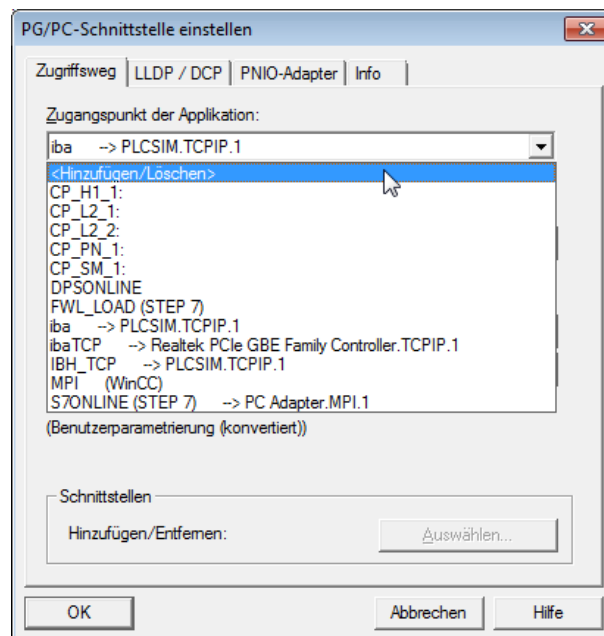 PG/PC-Schnittstelle einstellen
Zugriffsweg LLDP / DCP PNIO-Adapter Info
Zugangspunkt der Applikation:
iba --> PLCSIM.TCPIP.1
<Hinzufügen/Löschen>
CP_H1_1:
CP_L2_1:
CP_L2_2:
CP_PN_1:
CP_SM_1:
DPSONLINE
FWL_LOAD (STEP 7)
iba --> PLCSIM.TCPIP.1
ibaTCP --> Realtek PCIe GBE Family Controller.TCPIP.1
IBH_TCP --> PLCSIM.TCPIP.1
MPI (WinCC)
S7ONLINE (STEP 7) --> PC Adapter.MPI.1
(Benutzerparametrierung (konvertiert))
Schnittstellen
Hinzufügen/Entfernen: Auswählen...
OK Abbrechen Hilfe